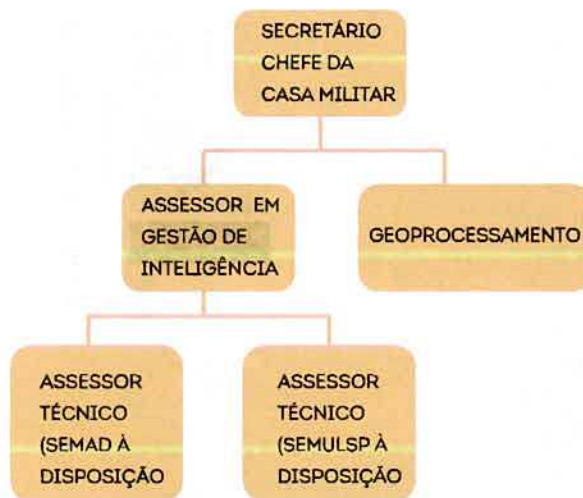 SECRETÁRIO
CHEFE DA
CASA MILITAR
ASSESSOR EM
GESTÃO DE
INTELIGÊNCIA
GEOPROCESSAMENTO
ASSESSOR
TÉCNICO
(SEMAD À
DISPOSIÇÃO
ASSESSOR
TÉCNICO
(SEMULSP À
DISPOSIÇÃO